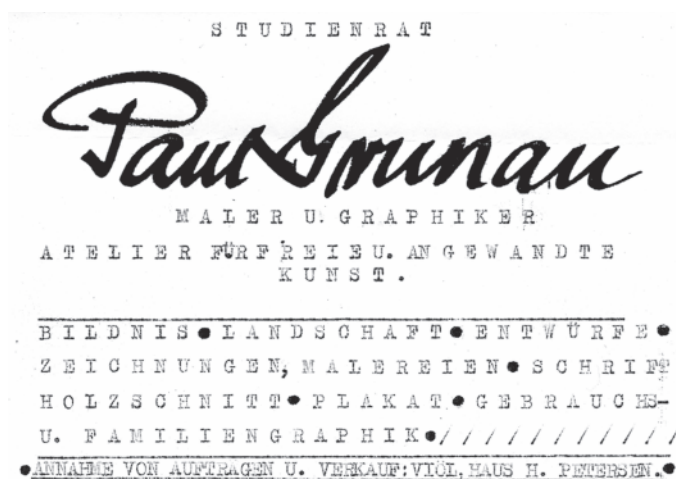 STUDIENRAT
Paul Grunau
MALER U. GRAPHIKER
ATELIER FÜR FREIE U. ANGEWANDTE
KUNST.
BILDNIS ● LANDSCHAFT ● ENTWÜRFE ●
ZEICHNUNGEN, MALEREIEN ● SCHRIFT
HOLZSCHNITT ● PLAKAT ● GEBRAUCHS-
U. FAMILIENGRAPHIK ● ///////////
● ANNAHME VON AUFTRAGEN U. VERKAUF: VIÖL, HAUS H. PETERSEN. ●